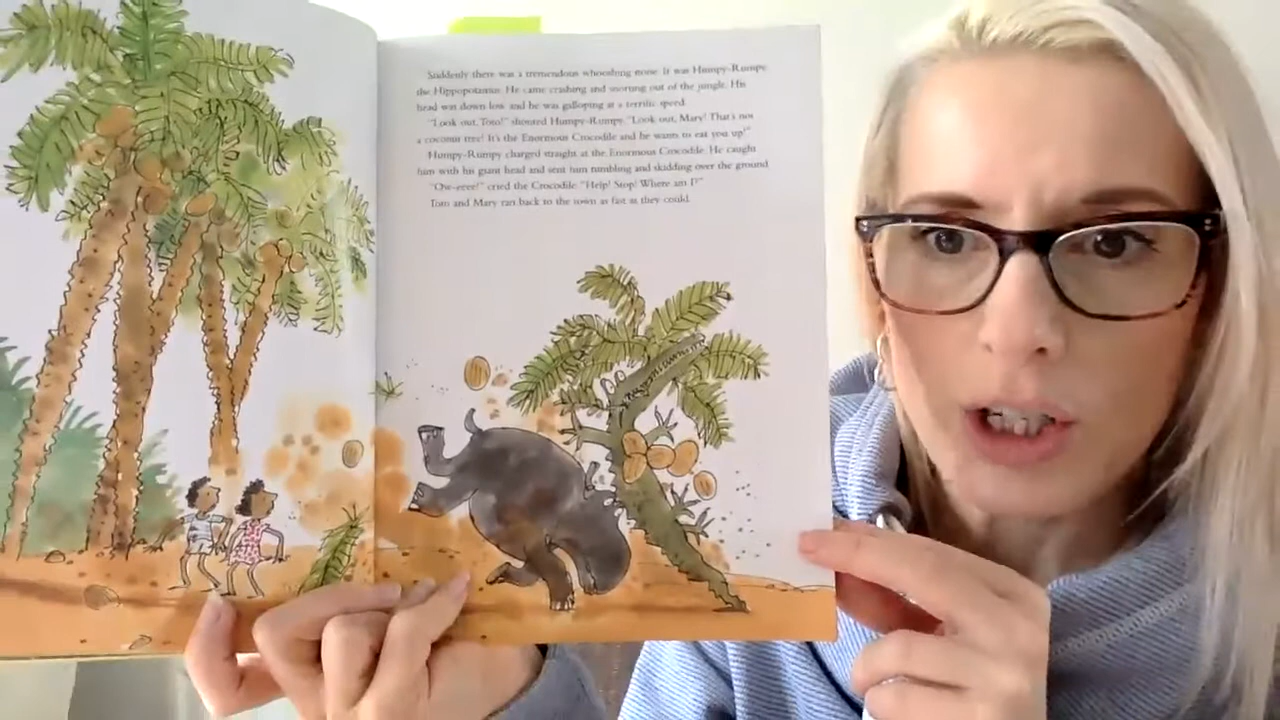 Suddenly there was a tremendous whooshing noise. It was Humpy-Rumpy
the Hippopotamus. He came crashing and snorting out of the jungle. His
head was down low and he was galloping at a terrific speed.
"Look out, Toto!" shouted Humpy-Rumpy. "Look out, Mary! That's not
a coconut tree! It's the Enormous Crocodile and he wants to eat you up!"
Humpy-Rumpy charged straight at the Enormous Crocodile. He caught
him with his giant head and sent him tumbling and skidding over the ground.
"Ow-eeee!" cried the Crocodile. "Help! Stop! Where am I?"
Toto and Mary ran back to the town as fast as they could.